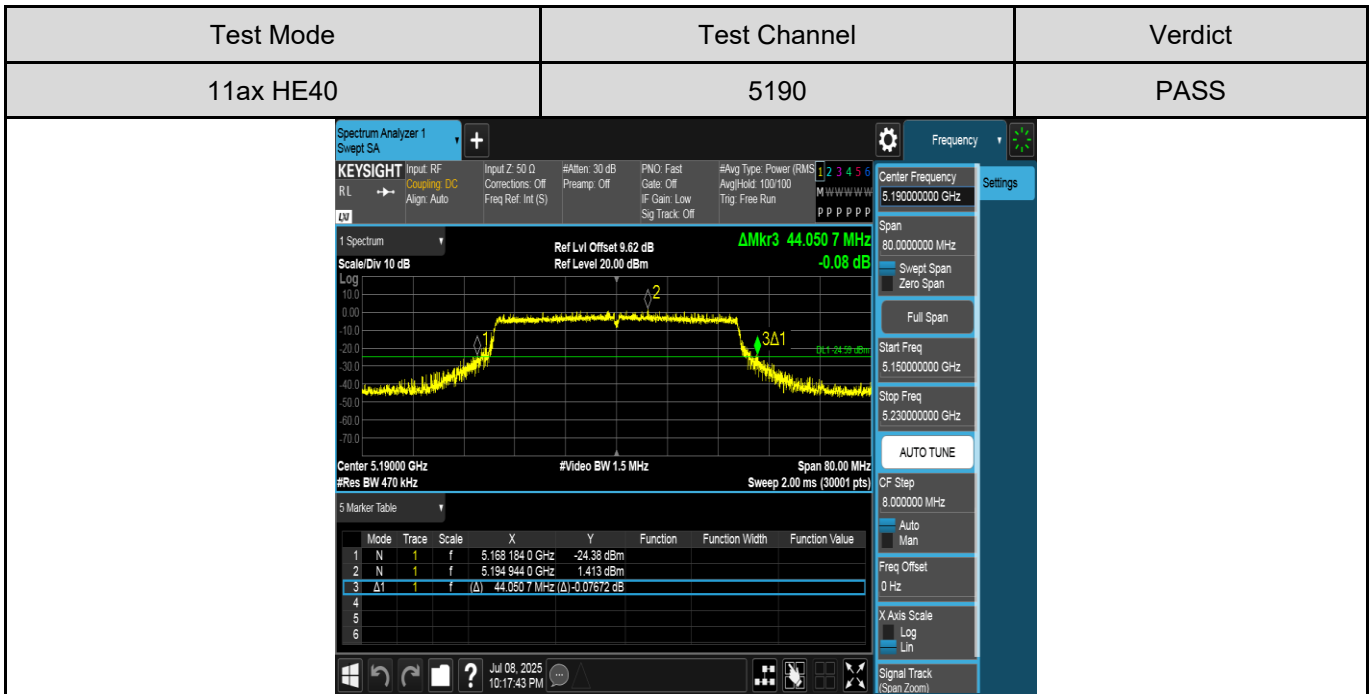 Test Mode Test Channel Verdict
11ax HE40 5190 PASS
Spectrum Analyzer 1
Swept SA
+
Frequency
KEYSIGHT
RL
LXI
Input: RF
Coupling: DC
Align: Auto
Input Z: 50 Ω
Corrections: Off
Freq Ref: Int (S)
#Atten: 30 dB
Preamp: Off
PNO: Fast
Gate: Off
IF Gain: Low
Sig Track: Off
#Avg Type: Power (RMS
Avg|Hold: 100/100
Trig: Free Run
1 2 3 4 5 6
M W W W W W
P P P P P P
1 Spectrum
Scale/Div 10 dB
Ref Lvl Offset 9.62 dB
Ref Level 20.00 dBm
ΔMkr3 44.050 7 MHz
-0.08 dB
Log
10.0
0.00
-10.0
-20.0
-30.0
-40.0
-50.0
-60.0
-70.0
2
1
3Δ1
DL1 -24.59 dBm
Center 5.19000 GHz #Video BW 1.5 MHz Span 80.00 MHz
#Res BW 470 kHz Sweep 2.00 ms (30001 pts)
5 Marker Table
Mode Trace Scale X Y Function Function Width Function Value
1 N 1 f 5.168 184 0 GHz -24.38 dBm
2 N 1 f 5.194 944 0 GHz 1.413 dBm
3 Δ1 1 f (Δ) 44.050 7 MHz (Δ) -0.07672 dB
4
5
6
?
Jul 08, 2025
10:17:43 PM
Center Frequency
5.190000000 GHz
Settings
Span
80.0000000 MHz
Swept Span
Zero Span
Full Span
Start Freq
5.150000000 GHz
Stop Freq
5.230000000 GHz
AUTO TUNE
CF Step
8.000000 MHz
Auto
Man
Freq Offset
0 Hz
X Axis Scale
Log
Lin
Signal Track
(Span Zoom)